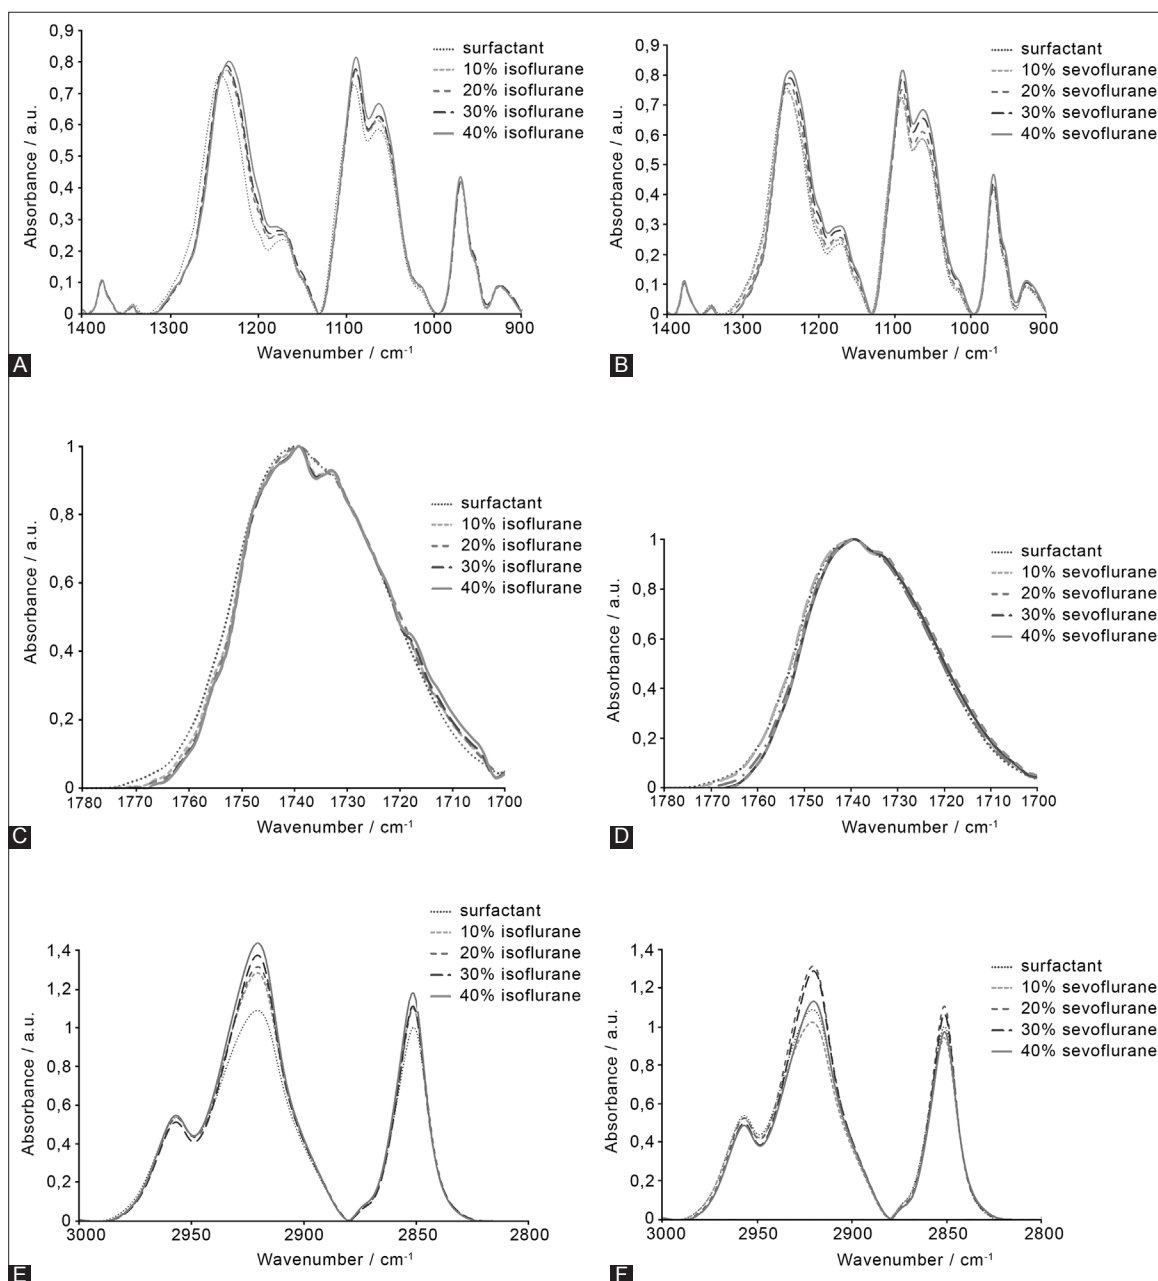 0,9
0,8
0,7
0,6
0,5
0,4
0,3
0,2
0,1
0
Absorbance / a.u.
1400 1300 1200 1100 1000 900
Wavenumber / cm-1
surfactant
10% isoflurane
20% isoflurane
30% isoflurane
40% isoflurane
A
0,9
0,8
0,7
0,6
0,5
0,4
0,3
0,2
0,1
0
Absorbance / a.u.
1400 1300 1200 1100 1000 900
Wavenumber / cm-1
surfactant
10% sevoflurane
20% sevoflurane
30% sevoflurane
40% sevoflurane
B
1
0,8
0,6
0,4
0,2
0
Absorbance / a.u.
1780 1770 1760 1750 1740 1730 1720 1710 1700
Wavenumber / cm-1
surfactant
10% isoflurane
20% isoflurane
30% isoflurane
40% isoflurane
C
1
0,8
0,6
0,4
0,2
0
Absorbance / a.u.
1780 1770 1760 1750 1740 1730 1720 1710 1700
Wavenumber / cm-1
surfactant
10% sevoflurane
20% sevoflurane
30% sevoflurane
40% sevoflurane
D
1,4
1,2
1
0,8
0,6
0,4
0,2
0
Absorbance / a.u.
3000 2950 2900 2850 2800
Wavenumber / cm-1
surfactant
10% isoflurane
20% isoflurane
30% isoflurane
40% isoflurane
E
1,4
1,2
1
0,8
0,6
0,4
0,2
0
Absorbance / a.u.
3000 2950 2900 2850 2800
Wavenumber / cm-1
surfactant
10% sevoflurane
20% sevoflurane
30% sevoflurane
40% sevoflurane
F